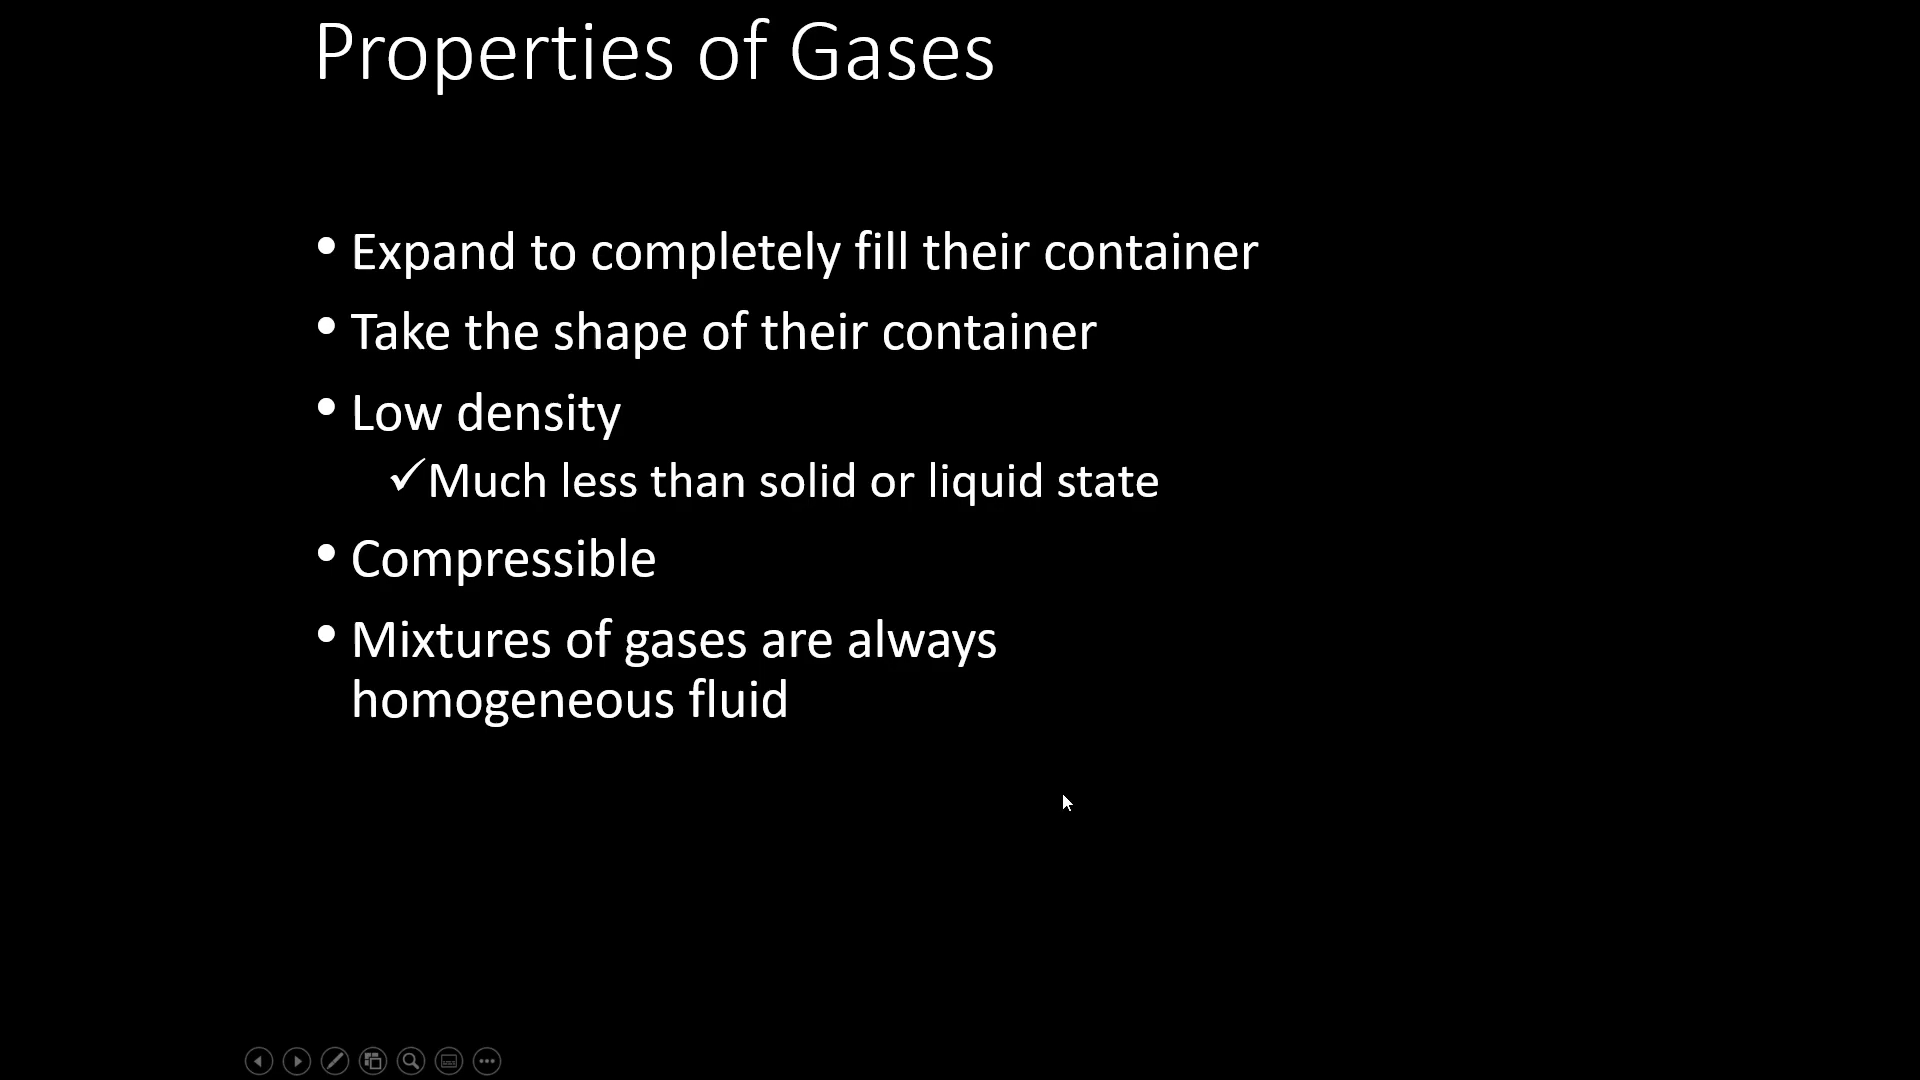 Properties of Gases
• Expand to completely fill their container
• Take the shape of their container
• Low density
✓Much less than solid or liquid state
• Compressible
• Mixtures of gases are always
homogeneous fluid